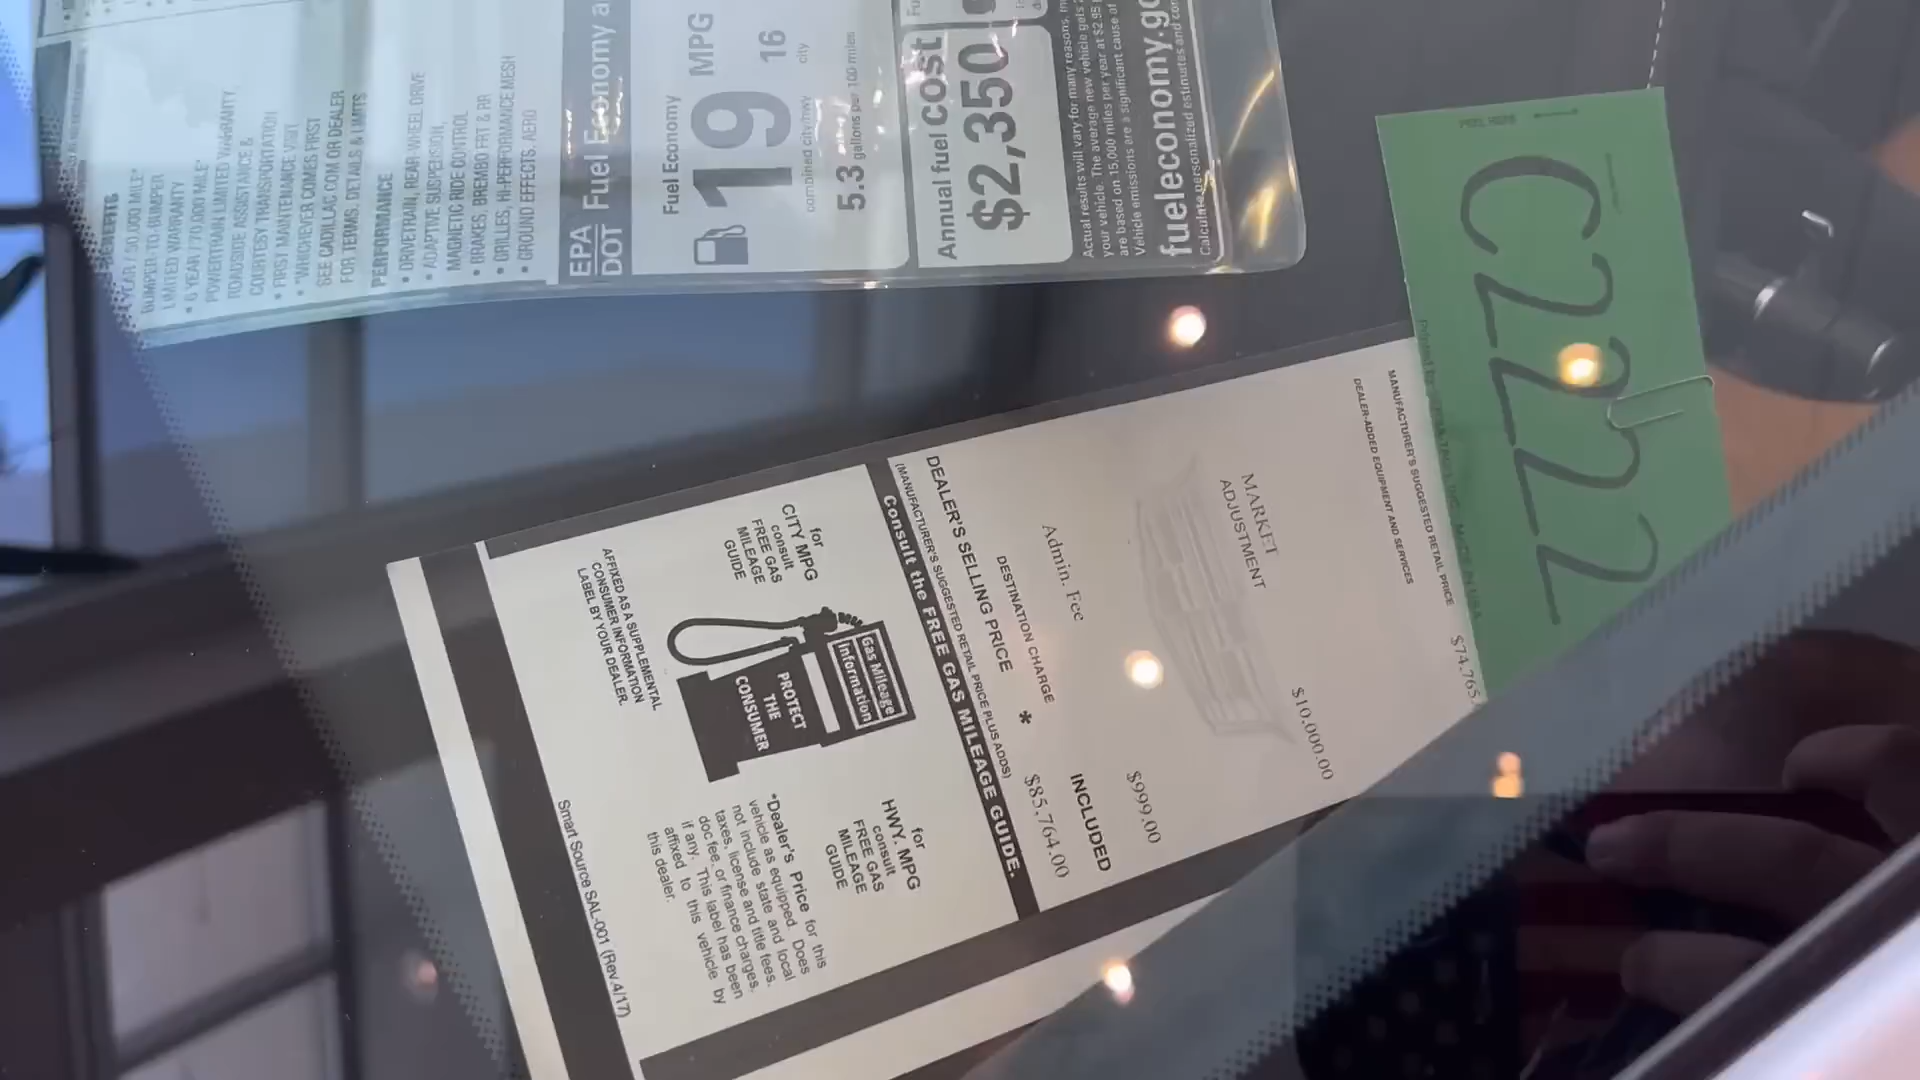 BENEFITS
BUMPER-TO-BUMPER
LIMITED WARRANTY
• 6 YEAR / 70,000 MILE*
POWERTRAIN LIMITED WARRANTY,
ROADSIDE ASSISTANCE &
COURTESY TRANSPORTATION
• FIRST MAINTENANCE VISIT
• *WHICHEVER COMES FIRST
SEE CADILLAC.COM OR DEALER
FOR TERMS, DETAILS & LIMITS
PERFORMANCE
• DRIVETRAIN, REAR-WHEEL DRIVE
• ADAPTIVE SUSPENSION,
MAGNETIC RIDE CONTROL
• BRAKES, BREMBO FRT & RR
• GRILLES, HI-PERFORMANCE MESH
• GROUND EFFECTS, AERO
EPA
DOT
Fuel Economy
Fuel Economy
19 MPG
16
combined city/hwy
city
5.3 gallons per 100 miles
Annual fuel cost
$2,350
Actual results will vary for many reasons,
your vehicle. The average new vehicle gets
are based on 15,000 miles per year at $2.95
Vehicle emissions are a significant cause of
fueleconomy.go
Calculate personalized estimates and
C2222
MANUFACTURER'S SUGGESTED RETAIL PRICE $74,765
DEALER-ADDED EQUIPMENT AND SERVICES
MARKET
ADJUSTMENT $10,000.00
Admin. Fee $999.00
DESTINATION CHARGE * INCLUDED
DEALER'S SELLING PRICE $85,764.00
(MANUFACTURER'S SUGGESTED RETAIL PRICE PLUS ADDS)
Consult the FREE GAS MILEAGE GUIDE.
for
CITY MPG
consult
FREE GAS
MILEAGE
GUIDE
Gas Mileage
Information
PROTECT
THE
CONSUMER
for
HWY. MPG
consult
FREE GAS
MILEAGE
GUIDE
AFFIXED AS A SUPPLEMENTAL
CONSUMER INFORMATION
LABEL BY YOUR DEALER.
*Dealer's Price for this
vehicle as equipped. Does
not include state and local
taxes, license and title fees.
doc fee, or finance charges,
if any. This label has been
affixed to this vehicle by
this dealer.
Smart Source SAL-001 (Rev.4/17)